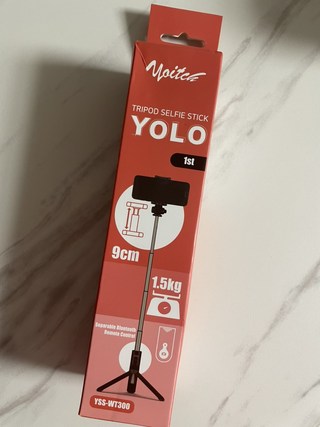 Yoitch
TRIPOD SELFIE STICK
YOLO
1st
9cm
1.5kg
Separable Bluetooth
Remote Control
YSS-WT300